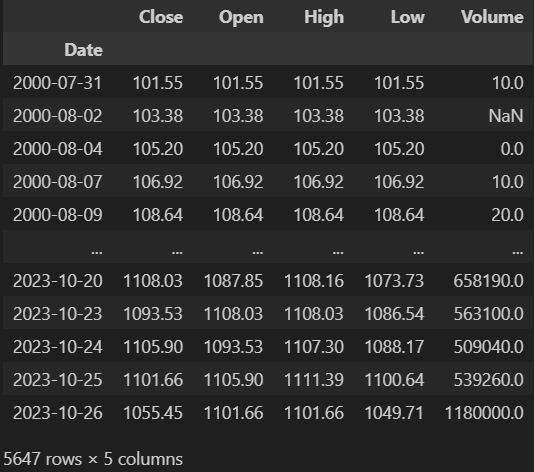 Close Open High Low Volume
Date
2000-07-31 101.55 101.55 101.55 101.55 10.0
2000-08-02 103.38 103.38 103.38 103.38 NaN
2000-08-04 105.20 105.20 105.20 105.20 0.0
2000-08-07 106.92 106.92 106.92 106.92 10.0
2000-08-09 108.64 108.64 108.64 108.64 20.0
... ... ... ... ... ...
2023-10-20 1108.03 1087.85 1108.16 1073.73 658190.0
2023-10-23 1093.53 1108.03 1108.03 1086.54 563100.0
2023-10-24 1105.90 1093.53 1107.30 1088.17 509040.0
2023-10-25 1101.66 1105.90 1111.39 1100.64 539260.0
2023-10-26 1055.45 1101.66 1101.66 1049.71 1180000.0
5647 rows × 5 columns